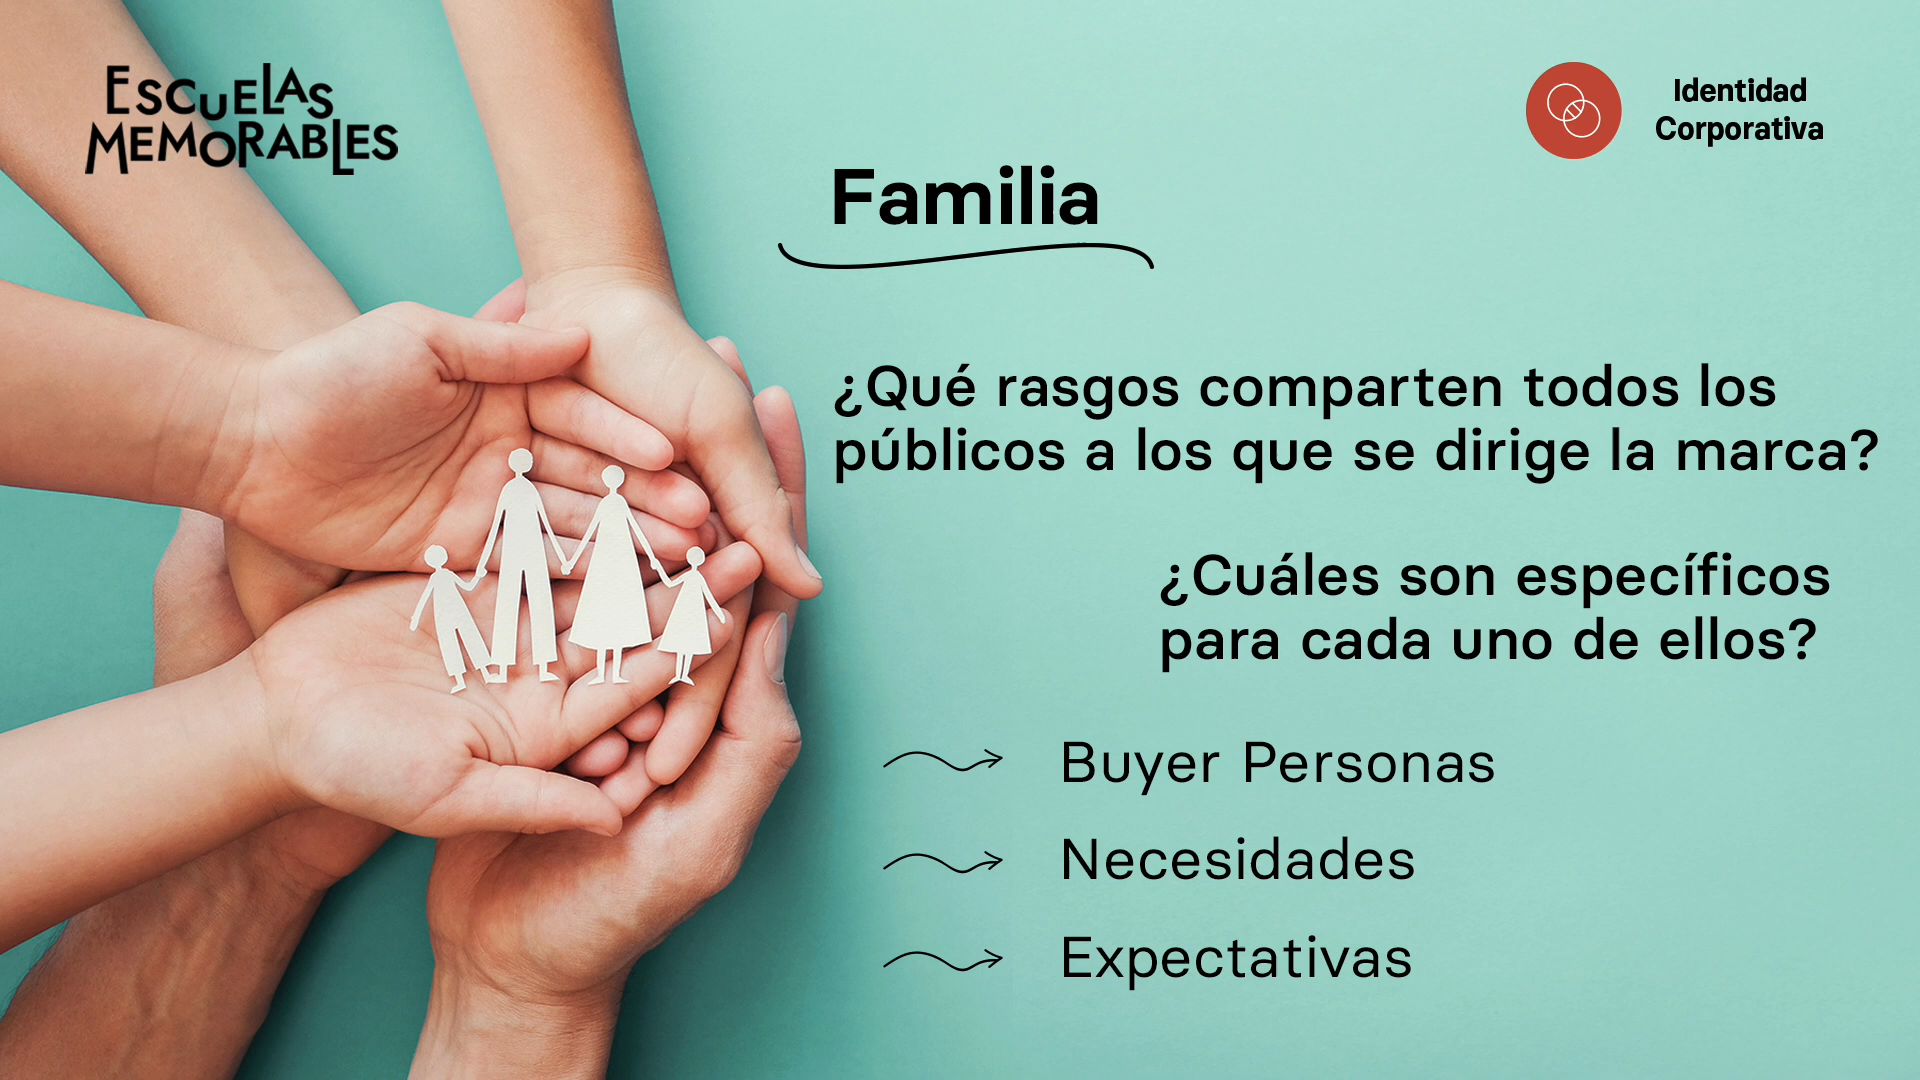 ESCUELAS
MEMORABLES
Identidad
Corporativa
Familia
¿Qué rasgos comparten todos los
públicos a los que se dirige la marca?
¿Cuáles son específicos
para cada uno de ellos?
Buyer Personas
Necesidades
Expectativas